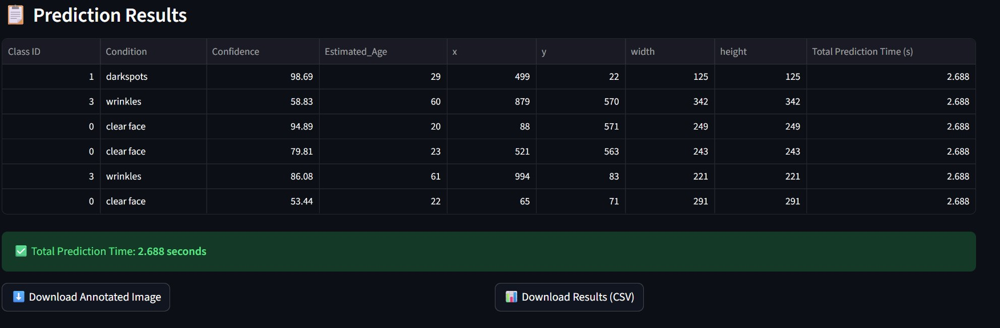 Prediction Results
Class ID Condition Confidence Estimated_Age x y width height Total Prediction Time (s)
1 darkspots 98.69 29 499 22 125 125 2.688
3 wrinkles 58.83 60 879 570 342 342 2.688
0 clear face 94.89 20 88 571 249 249 2.688
0 clear face 79.81 23 521 563 243 243 2.688
3 wrinkles 86.08 61 994 83 221 221 2.688
0 clear face 53.44 22 65 71 291 291 2.688
Total Prediction Time: 2.688 seconds
Download Annotated Image Download Results (CSV)